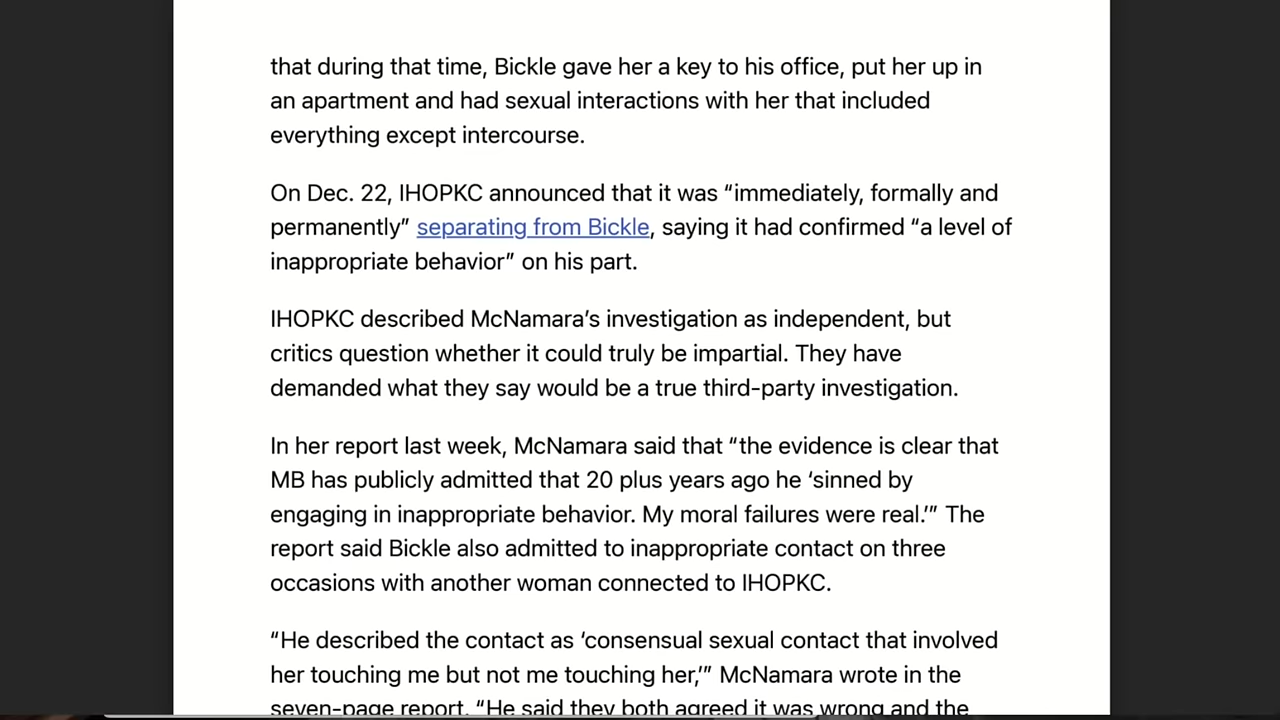 that during that time, Bickle gave her a key to his office, put her up in
an apartment and had sexual interactions with her that included
everything except intercourse.
On Dec. 22, IHOPKC announced that it was “immediately, formally and
permanently” separating from Bickle, saying it had confirmed “a level of
inappropriate behavior” on his part.
IHOPKC described McNamara’s investigation as independent, but
critics question whether it could truly be impartial. They have
demanded what they say would be a true third-party investigation.
In her report last week, McNamara said that “the evidence is clear that
MB has publicly admitted that 20 plus years ago he ‘sinned by
engaging in inappropriate behavior. My moral failures were real.’” The
report said Bickle also admitted to inappropriate contact on three
occasions with another woman connected to IHOPKC.
“He described the contact as ‘consensual sexual contact that involved
her touching me but not me touching her,’” McNamara wrote in the
seven-page report. “He said they both agreed it was wrong and the